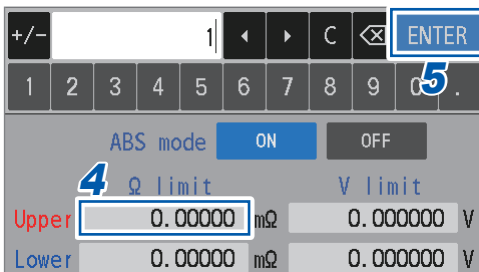 +/- 1 C ENTER
1 2 3 4 5 6 7 8 9 0 .
5
ABS mode ON OFF
4
Ω limit V limit
Upper 0.00000 mΩ 0.000000 V
Lower 0.00000 mΩ 0.000000 V